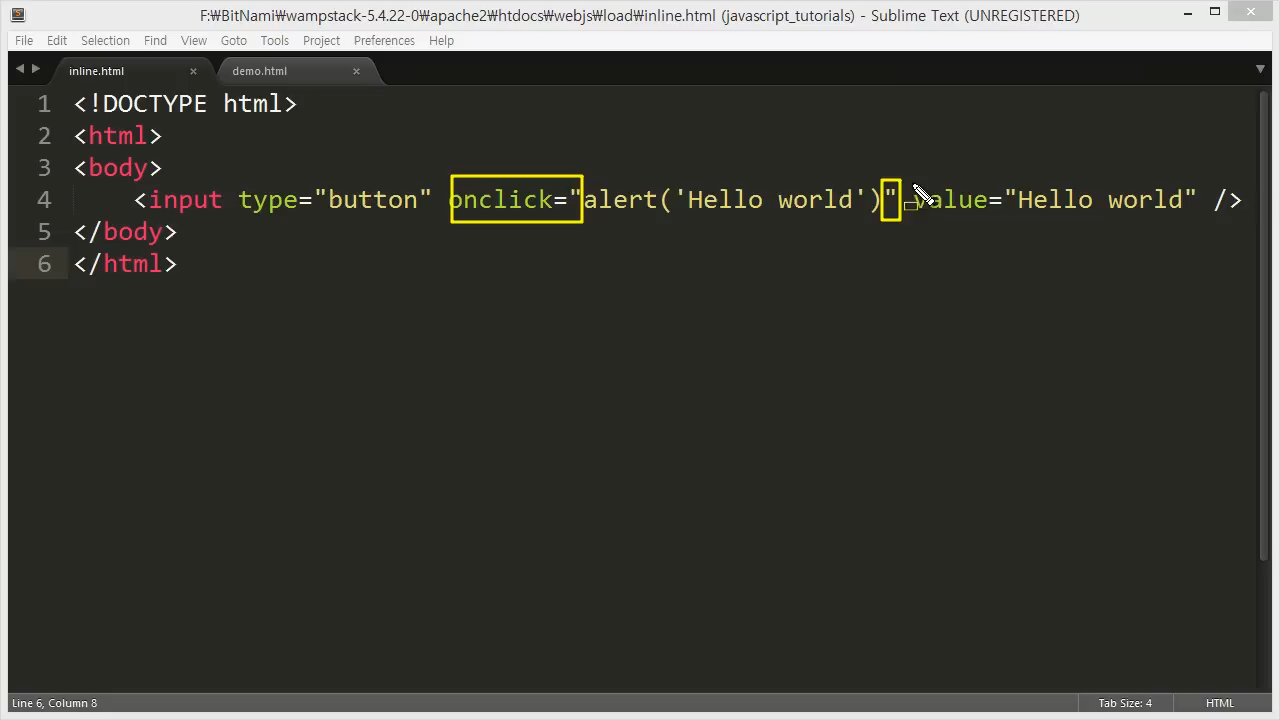 F:₩BitNami₩wampstack-5.4.22-0₩apache2₩htdocs₩webjs₩load₩inline.html (javascript_tutorials) - Sublime Text (UNREGISTERED)
File Edit Selection Find View Goto Tools Project Preferences Help
inline.html × demo.html ×
1 <!DOCTYPE html>
2 <html>
3 <body>
4 <input type="button" onclick="alert('Hello world')" value="Hello world" />
5 </body>
6 </html>
Line 6, Column 8 Tab Size: 4 HTML